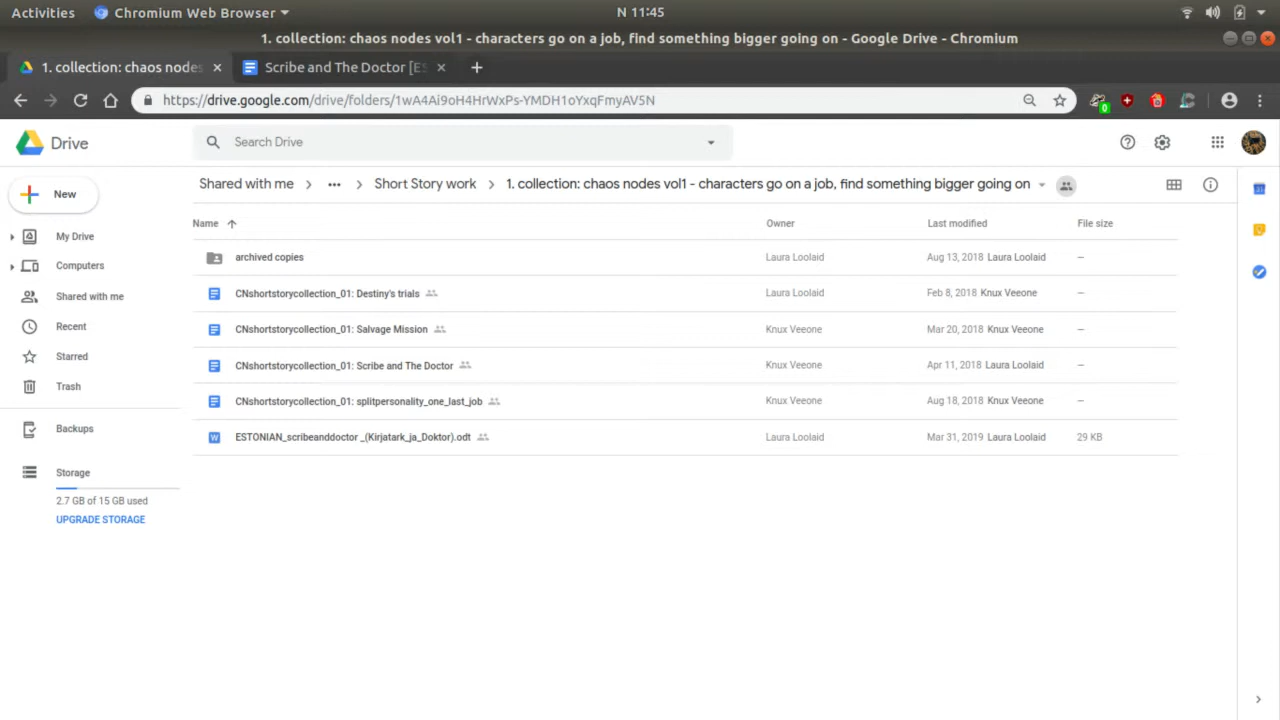 Activities Chromium Web Browser N 11:45
1. collection: chaos nodes vol1 - characters go on a job, find something bigger going on - Google Drive - Chromium
1. collection: chaos nodes Scribe and The Doctor [ES
https://drive.google.com/drive/folders/1wA4Ai9oH4HrWxPs-YMDH1oYxqFmyAV5N 0
Drive Search Drive
New
Shared with me ••• Short Story work 1. collection: chaos nodes vol1 - characters go on a job, find something bigger going on
Name Owner Last modified File size
archived copies Laura Loolaid Aug 13, 2018 Laura Loolaid –
CNshortstorycollection_01: Destiny's trials Laura Loolaid Feb 8, 2018 Knux Veeone –
CNshortstorycollection_01: Salvage Mission Knux Veeone Mar 20, 2018 Knux Veeone –
CNshortstorycollection_01: Scribe and The Doctor Knux Veeone Apr 11, 2018 Laura Loolaid –
CNshortstorycollection_01: splitpersonality_one_last_job Knux Veeone Aug 18, 2018 Knux Veeone –
ESTONIAN_scribeanddoctor _(Kirjatark_ja_Doktor).odt Laura Loolaid Mar 31, 2019 Laura Loolaid 29 KB
My Drive
Computers
Shared with me
Recent
Starred
Trash
Backups
Storage
2.7 GB of 15 GB used
UPGRADE STORAGE